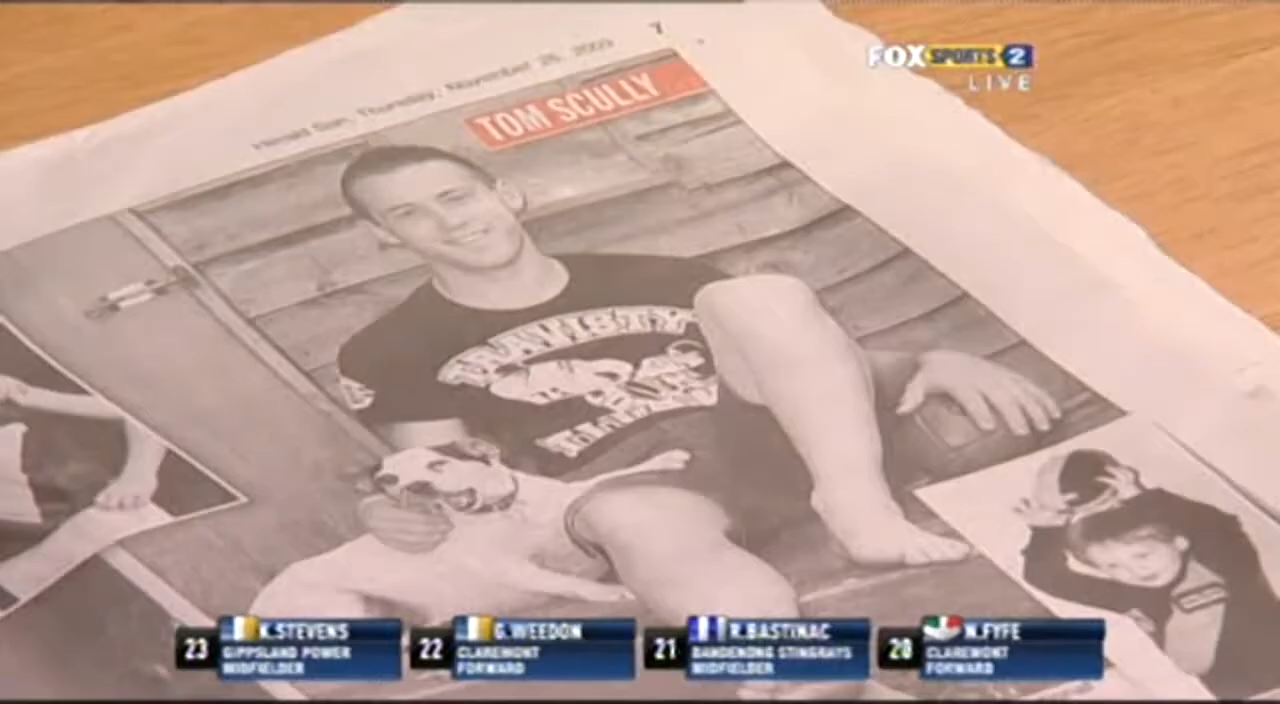 7
Herald Sun, Thursday, November 26, 2009
TOM SCULLY
FOX SPORTS 2
LIVE
23 K.STEVENS
GIPPSLAND POWER
MIDFIELDER
22 G.WEEDON
CLAREMONT
FORWARD
21 R.BASTINAC
DANDENONG STINGRAYS
MIDFIELDER
20 N.FYFE
CLAREMONT
FORWARD